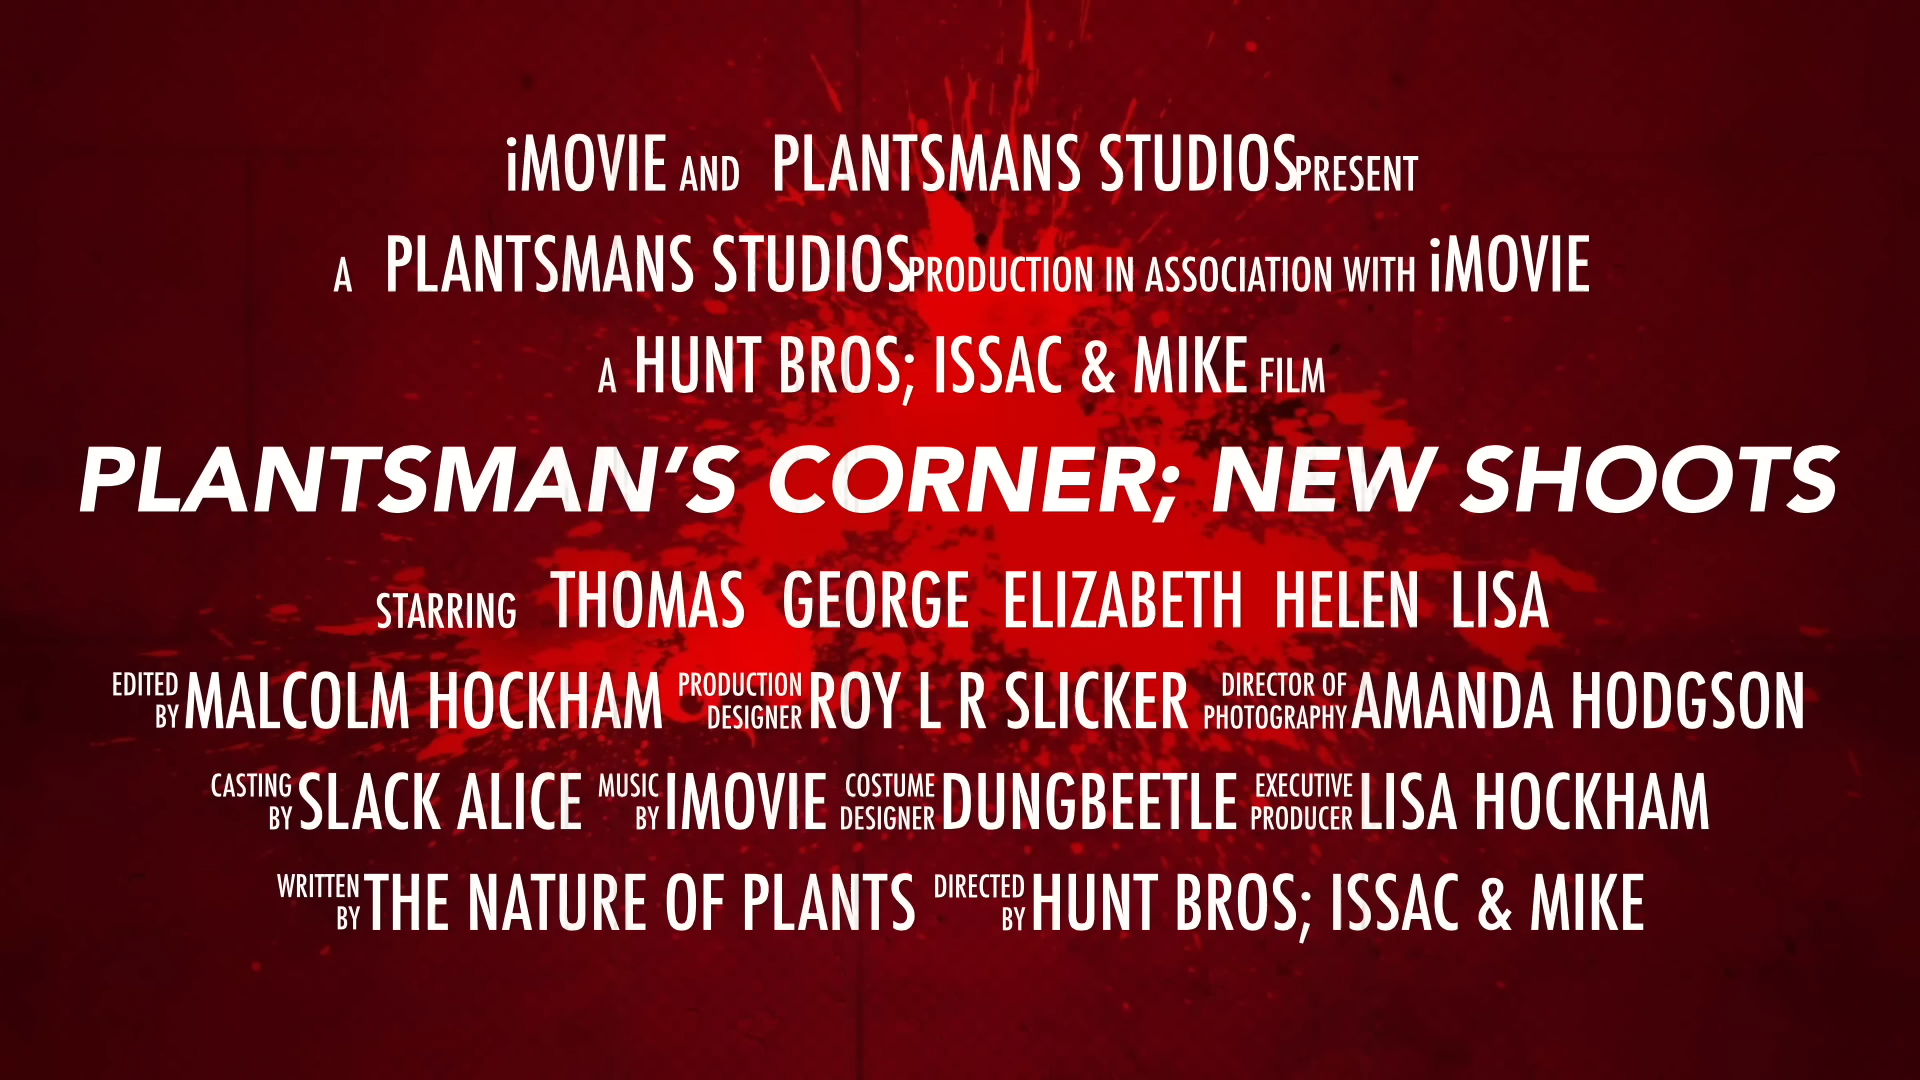 iMOVIE AND PLANTSMANS STUDIOS PRESENT
A PLANTSMANS STUDIOS PRODUCTION IN ASSOCIATION WITH iMOVIE
A HUNT BROS; ISSAC & MIKE FILM
PLANTSMAN'S CORNER; NEW SHOOTS
STARRING THOMAS GEORGE ELIZABETH HELEN LISA
EDITED BY MALCOLM HOCKHAM PRODUCTION DESIGNER ROY L R SLICKER DIRECTOR OF PHOTOGRAPHY AMANDA HODGSON
CASTING BY SLACK ALICE MUSIC BY IMOVIE COSTUME DESIGNER DUNGBEETLE EXECUTIVE PRODUCER LISA HOCKHAM
WRITTEN BY THE NATURE OF PLANTS DIRECTED BY HUNT BROS; ISSAC & MIKE